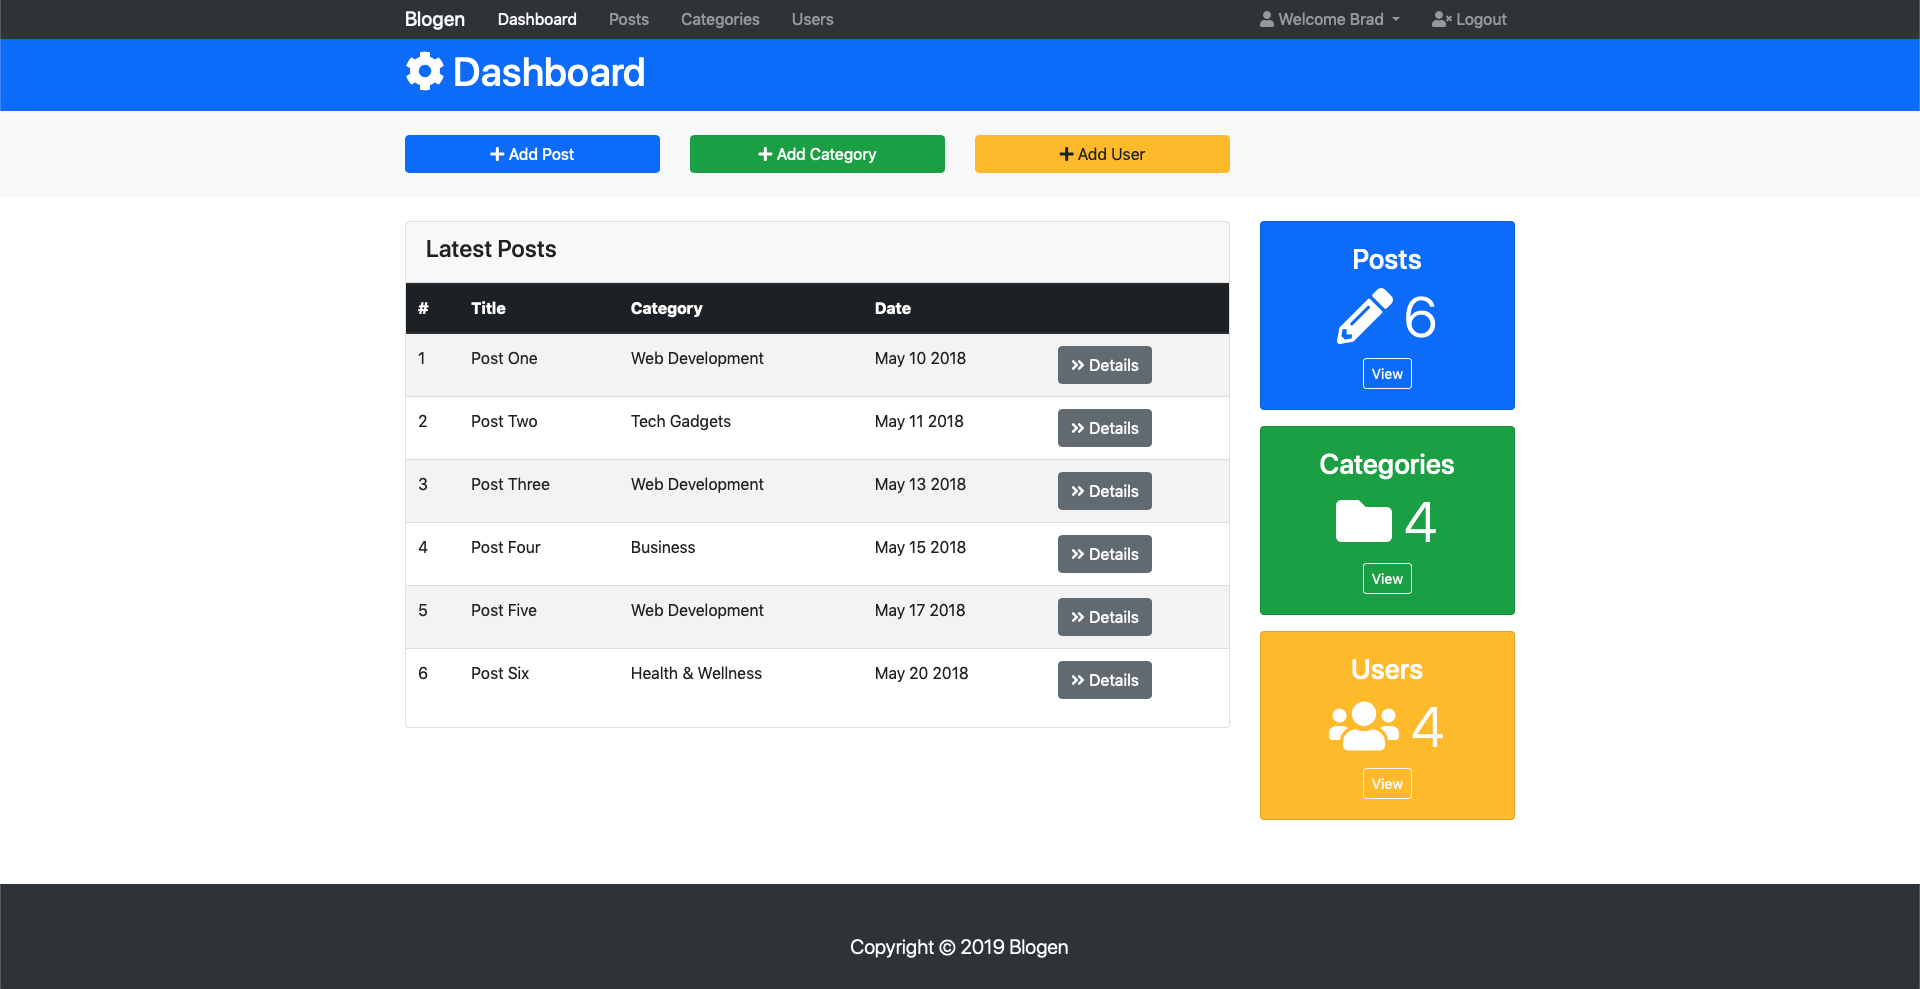 Blogen Dashboard Posts Categories Users Welcome Brad Logout
Dashboard
Add Post Add Category Add User
Latest Posts
# Title Category Date
1 Post One Web Development May 10 2018 Details
2 Post Two Tech Gadgets May 11 2018 Details
3 Post Three Web Development May 13 2018 Details
4 Post Four Business May 15 2018 Details
5 Post Five Web Development May 17 2018 Details
6 Post Six Health & Wellness May 20 2018 Details
Posts
6
View
Categories
4
View
Users
4
View
Copyright © 2019 Blogen